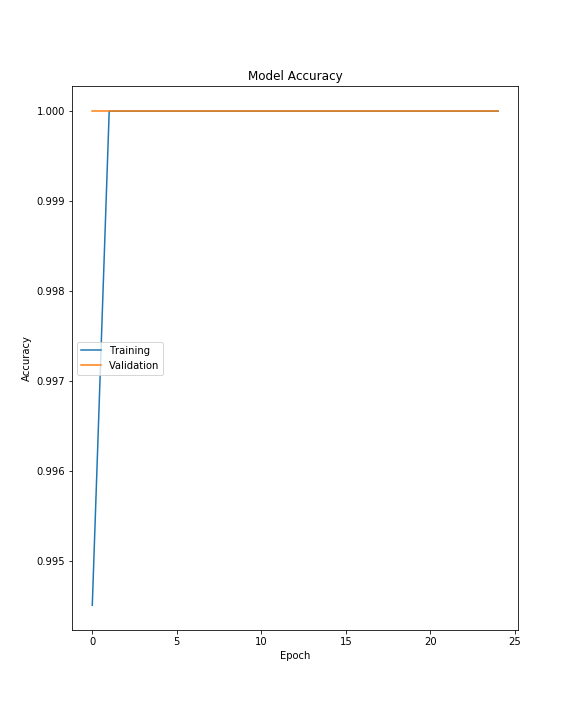 Model Accuracy
1.000
0.999
0.998
0.997
0.996
0.995
Accuracy
Training
Validation
0 5 10 15 20 25
Epoch